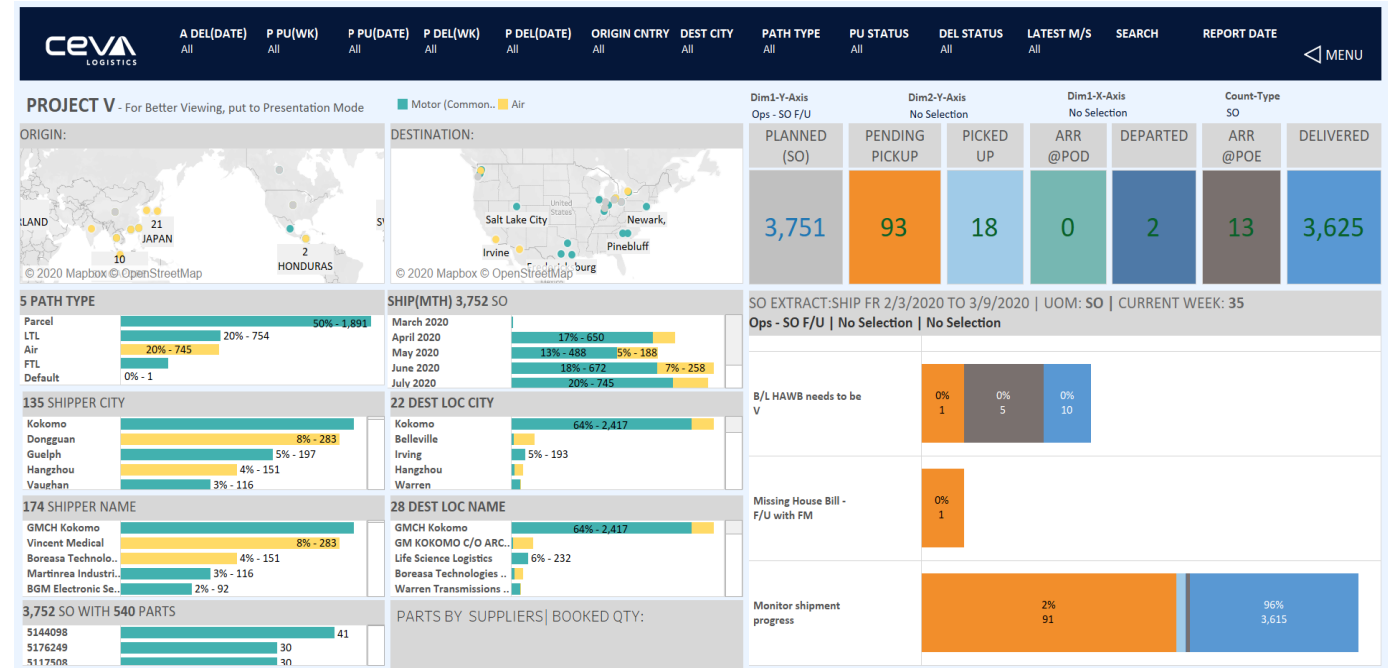 CEVA
LOGISTICS
A DEL(DATE)
All
P PU(WK)
All
P PU(DATE)
All
P DEL(WK)
All
P DEL(DATE)
All
ORIGIN CNTRY
All
DEST CITY
All
PATH TYPE
All
PU STATUS
All
DEL STATUS
All
LATEST M/S
All
SEARCH
REPORT DATE
MENU
PROJECT V - For Better Viewing, put to Presentation Mode
Motor (Common.. Air
Dim1-Y-Axis
Ops - SO F/U
Dim2-Y-Axis
No Selection
Dim1-X-Axis
No Selection
Count-Type
SO
ORIGIN:
LAND
21
JAPAN
10
2
HONDURAS
© 2020 Mapbox © OpenStreetMap
DESTINATION:
United
States
Salt Lake City
Newark,
Pinebluff
Irvine
© 2020 Mapbox © OpenStreetMap
PLANNED
(SO)
3,751
PENDING
PICKUP
93
PICKED
UP
18
ARR
@POD
0
DEPARTED
2
ARR
@POE
13
DELIVERED
3,625
5 PATH TYPE
Parcel 50% - 1,891
LTL 20% - 754
Air 20% - 745
FTL
Default 0% - 1
SHIP(MTH) 3,752 SO
March 2020
April 2020 17% - 650
May 2020 13% - 488 5% - 188
June 2020 18% - 672 7% - 258
July 2020 20% - 745
135 SHIPPER CITY
Kokomo
Dongguan 8% - 283
Guelph 5% - 197
Hangzhou 4% - 151
Vaughan 3% - 116
22 DEST LOC CITY
Kokomo 64% - 2,417
Belleville
Irving 5% - 193
Hangzhou
Warren
174 SHIPPER NAME
GMCH Kokomo
Vincent Medical 8% - 283
Boreasa Technolo.. 4% - 151
Martinrea Industri.. 3% - 116
BGM Electronic Se.. 2% - 92
28 DEST LOC NAME
GMCH Kokomo 64% - 2,417
GM KOKOMO C/O ARC..
Life Science Logistics 6% - 232
Boreasa Technologies ..
Warren Transmissions ..
3,752 SO WITH 540 PARTS
5144098 41
5176249 30
5117508 30
PARTS BY SUPPLIERS| BOOKED QTY:
SO EXTRACT:SHIP FR 2/3/2020 TO 3/9/2020 | UOM: SO | CURRENT WEEK: 35
Ops - SO F/U | No Selection | No Selection
B/L HAWB needs to be
V
0%
1
0%
5
0%
10
Missing House Bill -
F/U with FM
0%
1
Monitor shipment
progress
2%
91
96%
3,615